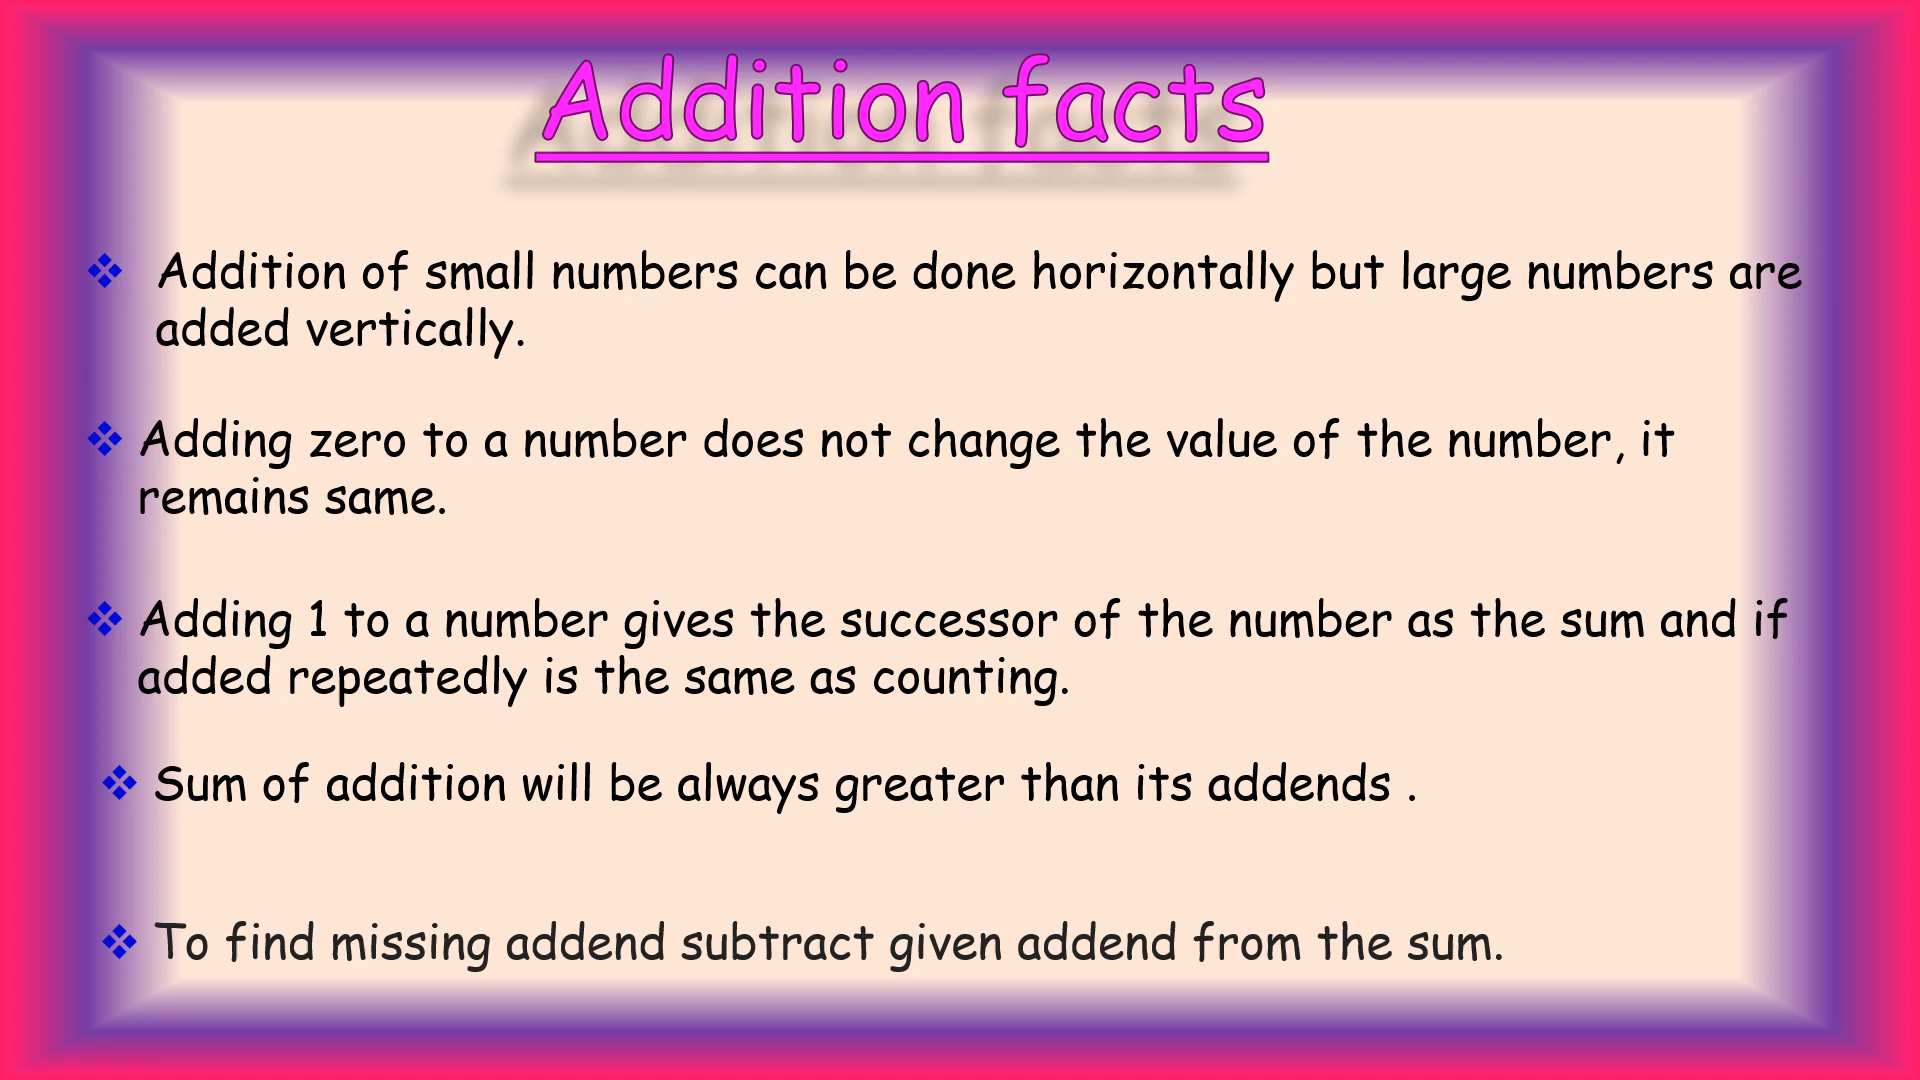 Addition facts
❖ Addition of small numbers can be done horizontally but large numbers are
added vertically.
❖ Adding zero to a number does not change the value of the number, it
remains same.
❖ Adding 1 to a number gives the successor of the number as the sum and if
added repeatedly is the same as counting.
❖ Sum of addition will be always greater than its addends .
❖ To find missing addend subtract given addend from the sum.